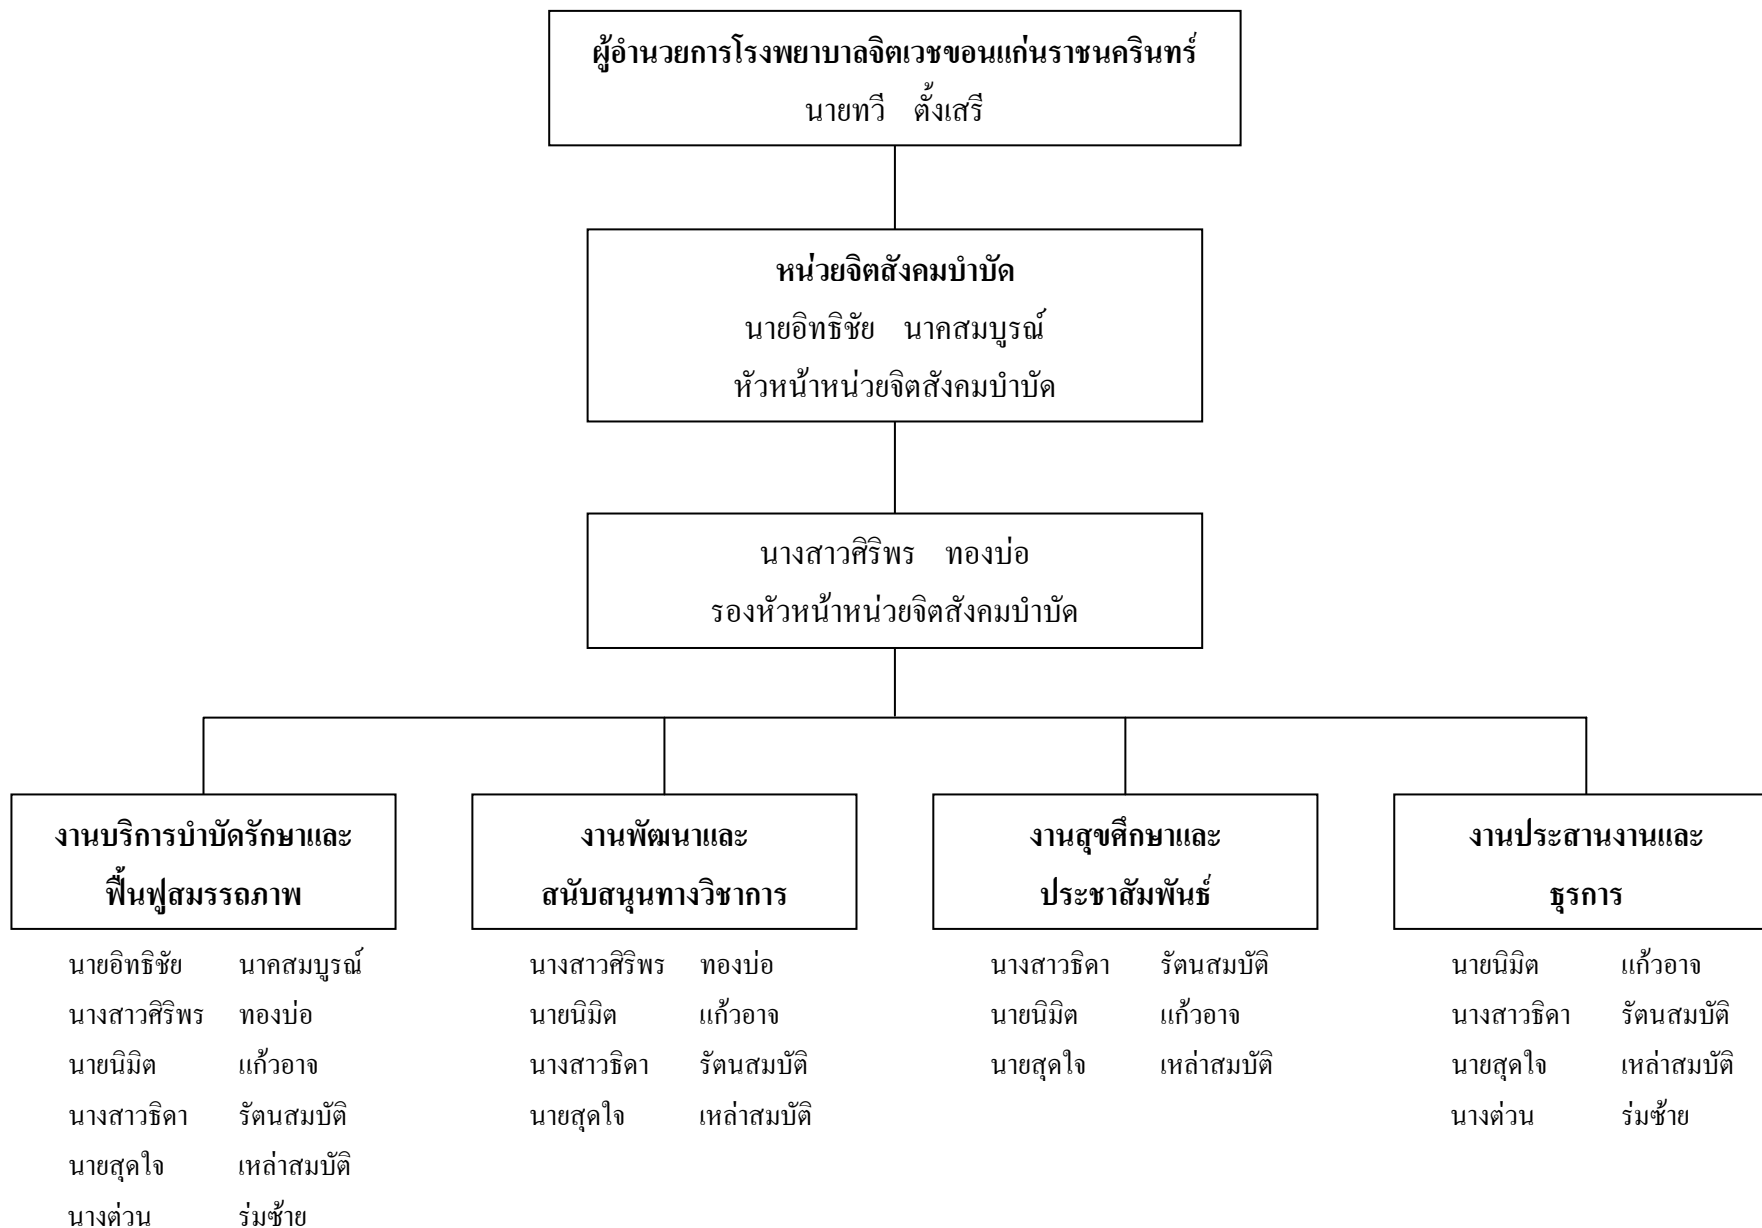 ผู้อำนวยการโรงพยาบาลจิตเวชขอนแก่นราชนครินทร์
นายทวี ตั้งเสรี
หน่วยจิตสังคมบำบัด
นายอิทธิชัย นาคสมบูรณ์
หัวหน้าหน่วยจิตสังคมบำบัด
นางสาวศิริพร ทองบ่อ
รองหัวหน้าหน่วยจิตสังคมบำบัด
งานบริการบำบัดรักษาและ
ฟื้นฟูสมรรถภาพ
นายอิทธิชัย นาคสมบูรณ์
นางสาวศิริพร ทองบ่อ
นายนิมิต แก้วอาจ
นางสาวธิดา รัตนสมบัติ
นายสุดใจ เหล่าสมบัติ
นางต่วน ร่มซ้าย
งานพัฒนาและ
สนับสนุนทางวิชาการ
นางสาวศิริพร ทองบ่อ
นายนิมิต แก้วอาจ
นางสาวธิดา รัตนสมบัติ
นายสุดใจ เหล่าสมบัติ
งานสุขศึกษาและ
ประชาสัมพันธ์
นางสาวธิดา รัตนสมบัติ
นายนิมิต แก้วอาจ
นายสุดใจ เหล่าสมบัติ
งานประสานงานและ
ธุรการ
นายนิมิต แก้วอาจ
นางสาวธิดา รัตนสมบัติ
นายสุดใจ เหล่าสมบัติ
นางต่วน ร่มซ้าย